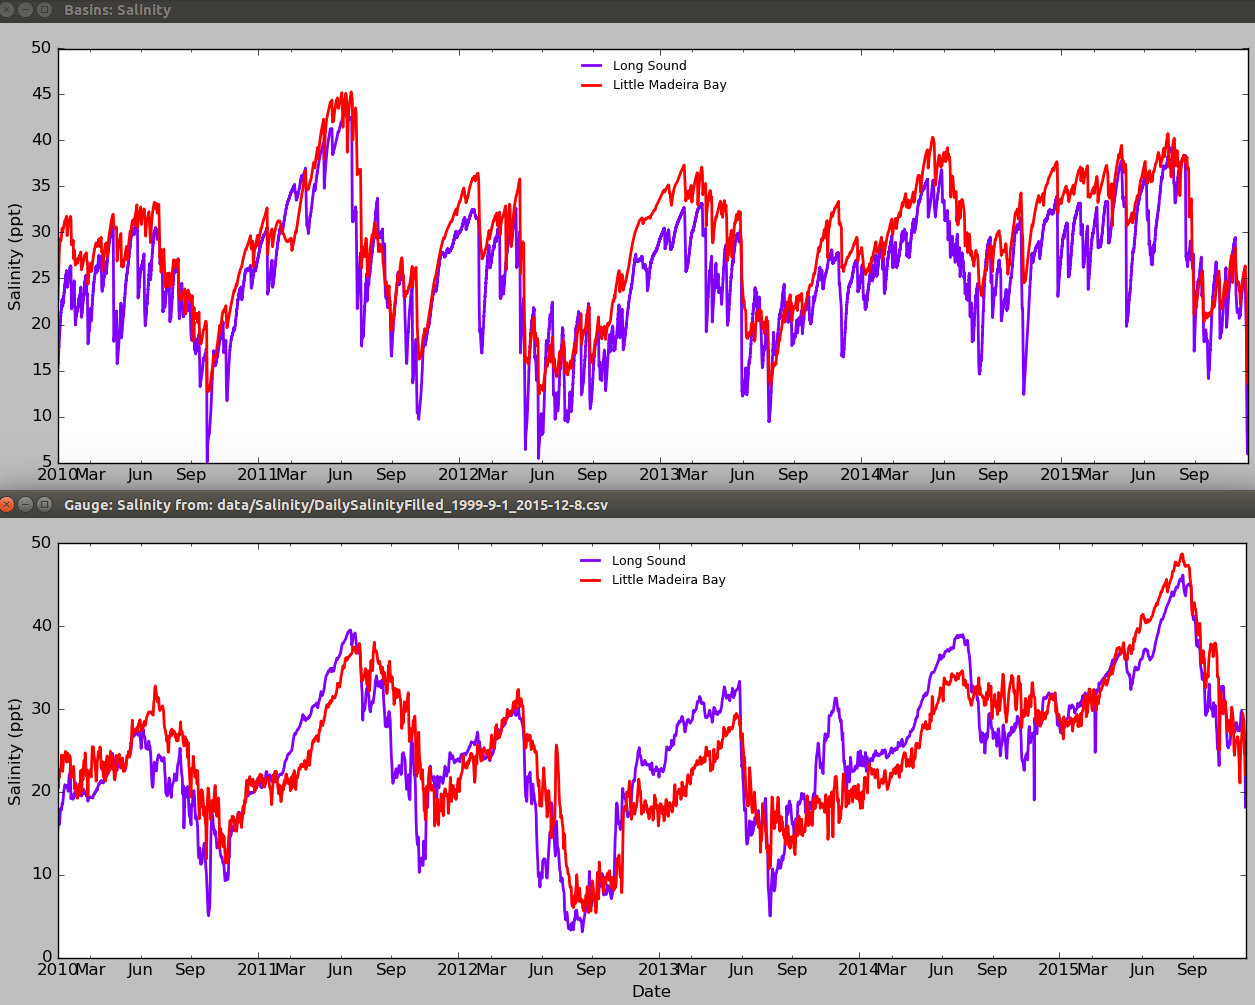 Basins: Salinity
50
Long Sound
Little Madeira Bay
45
40
35
30
25
20
15
10
5
Salinity (ppt)
2010 Mar Jun Sep 2011 Mar Jun Sep 2012 Mar Jun Sep 2013 Mar Jun Sep 2014 Mar Jun Sep 2015 Mar Jun Sep
Gauge: Salinity from: data/Salinity/DailySalinityFilled_1999-9-1_2015-12-8.csv
50
Long Sound
Little Madeira Bay
40
30
20
10
0
Salinity (ppt)
2010 Mar Jun Sep 2011 Mar Jun Sep 2012 Mar Jun Sep 2013 Mar Jun Sep 2014 Mar Jun Sep 2015 Mar Jun Sep
Date